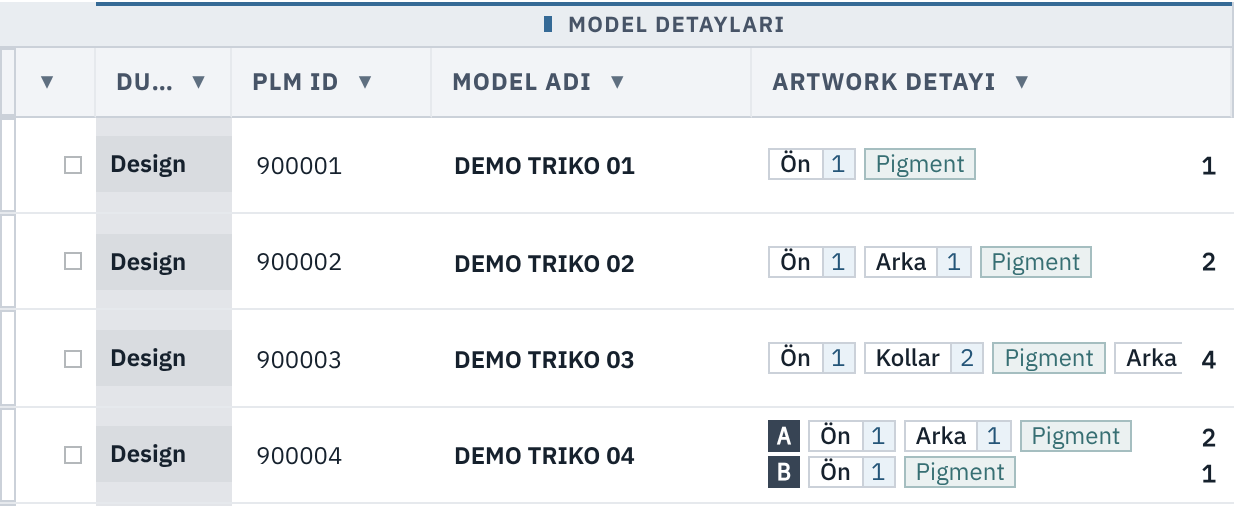 MODEL DETAYLARI
▼ DU... ▼ PLM ID ▼ MODEL ADI ▼ ARTWORK DETAYI ▼
Design 900001 DEMO TRIKO 01 Ön 1 Pigment 1
Design 900002 DEMO TRIKO 02 Ön 1 Arka 1 Pigment 2
Design 900003 DEMO TRIKO 03 Ön 1 Kollar 2 Pigment Arka 4
Design 900004 DEMO TRIKO 04 A Ön 1 Arka 1 Pigment 2
B Ön 1 Pigment 1